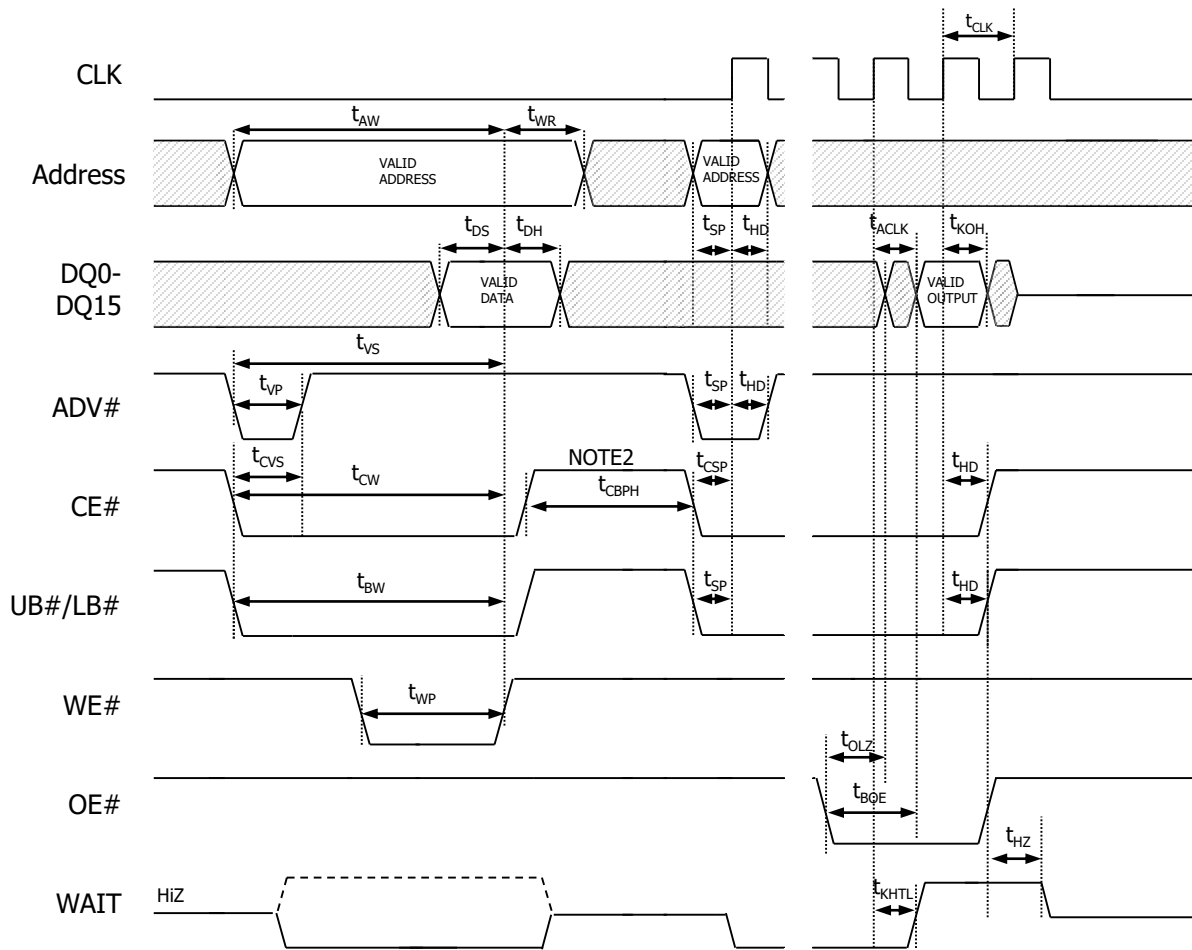 tCLK
CLK
tAW
tWR
Address
VALID
ADDRESS
VALID
ADDRESS
tDS
tDH
tSP
tHD
tACLK
tKOH
DQ0-
DQ15
VALID
DATA
VALID
OUTPUT
tVS
ADV#
tVP
tSP
tHD
CE#
tCVS
tCW
NOTE2
tCBPH
tCSP
tHD
UB#/LB#
tBW
tSP
tHD
WE#
tWP
OE#
tOLZ
tBOE
tHZ
WAIT
HiZ
tKHTL